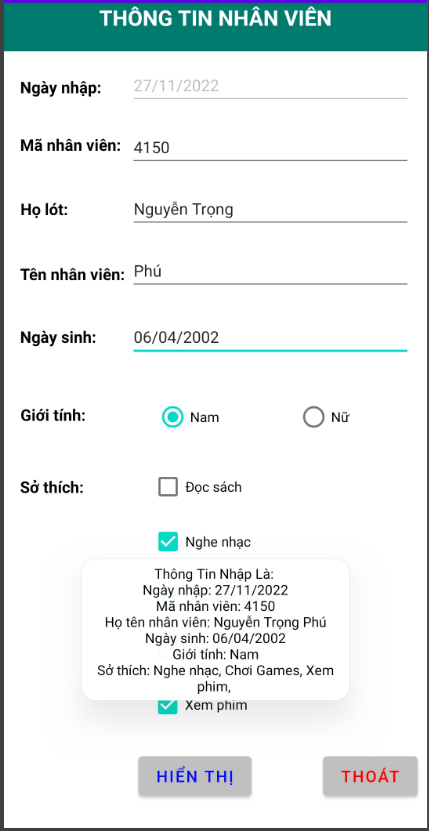 THÔNG TIN NHÂN VIÊN
Ngày nhập: 27/11/2022
Mã nhân viên: 4150
Họ lót: Nguyễn Trọng
Tên nhân viên: Phú
Ngày sinh: 06/04/2002
Giới tính: Nam Nữ
Sở thích: Đọc sách
Nghe nhạc
Thông Tin Nhập Là:
Ngày nhập: 27/11/2022
Mã nhân viên: 4150
Họ tên nhân viên: Nguyễn Trọng Phú
Ngày sinh: 06/04/2002
Giới tính: Nam
Sở thích: Nghe nhạc, Chơi Games, Xem
phim,
Xem phim
HIỂN THỊ THOÁT